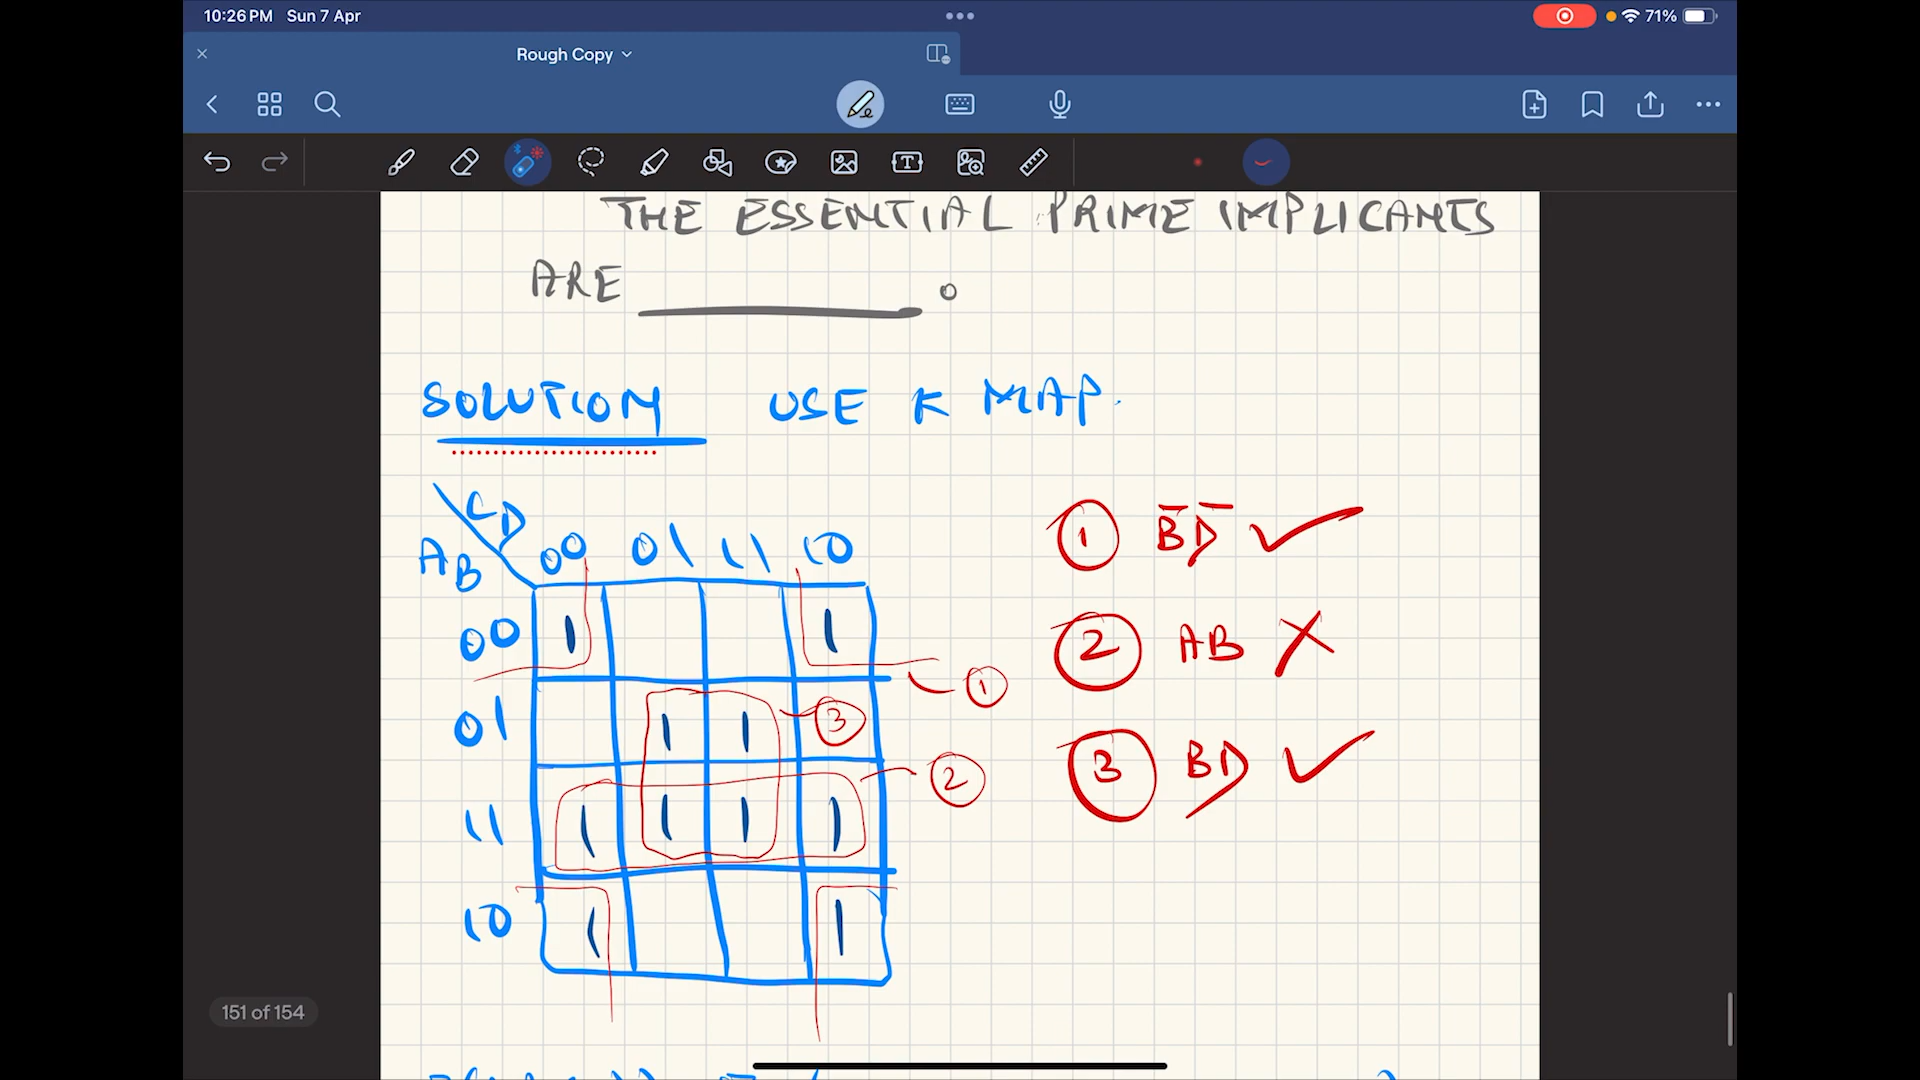 10:26 PM Sun 7 Apr 71%
Rough Copy
THE ESSENTIAL PRIME IMPLICANTS
ARE ________.
SOLUTION USE K MAP.
CD
AB 00 01 11 10
00 1 1
1
01 1 1 3
2
11 1 1 1 1
10 1 1
1 B̅D̅ ✓
2 AB ✗
3 BD ✓
151 of 154